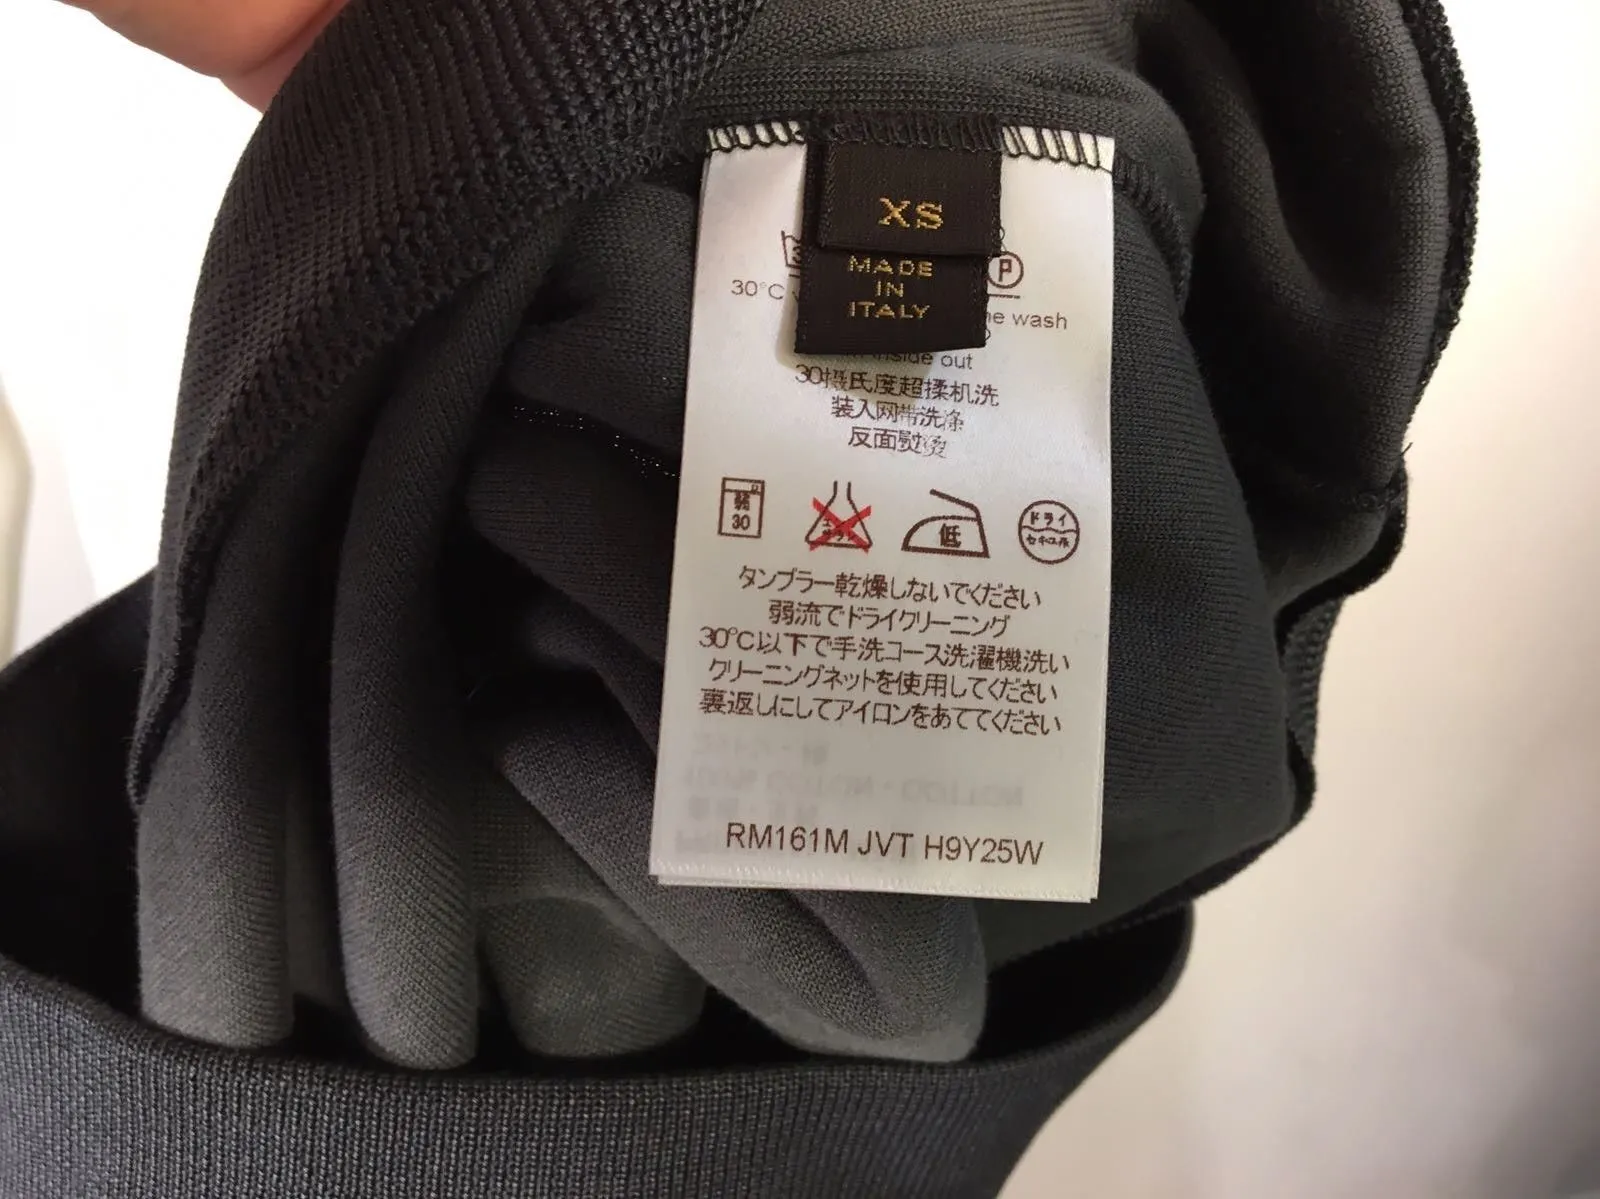 XS
MADE
IN
ITALY
P
30°C
wash
inside out
30摄氏度超揉机洗
装入网带洗涤
反面熨烫
弱
30
低
ドライ
セキユ系
タンブラー乾燥しないでください
弱流でドライクリーニング
30°C以下で手洗コース洗濯機洗い
クリーニングネットを使用してください
裏返しにしてアイロンをあててください
RM161M JVT H9Y25W